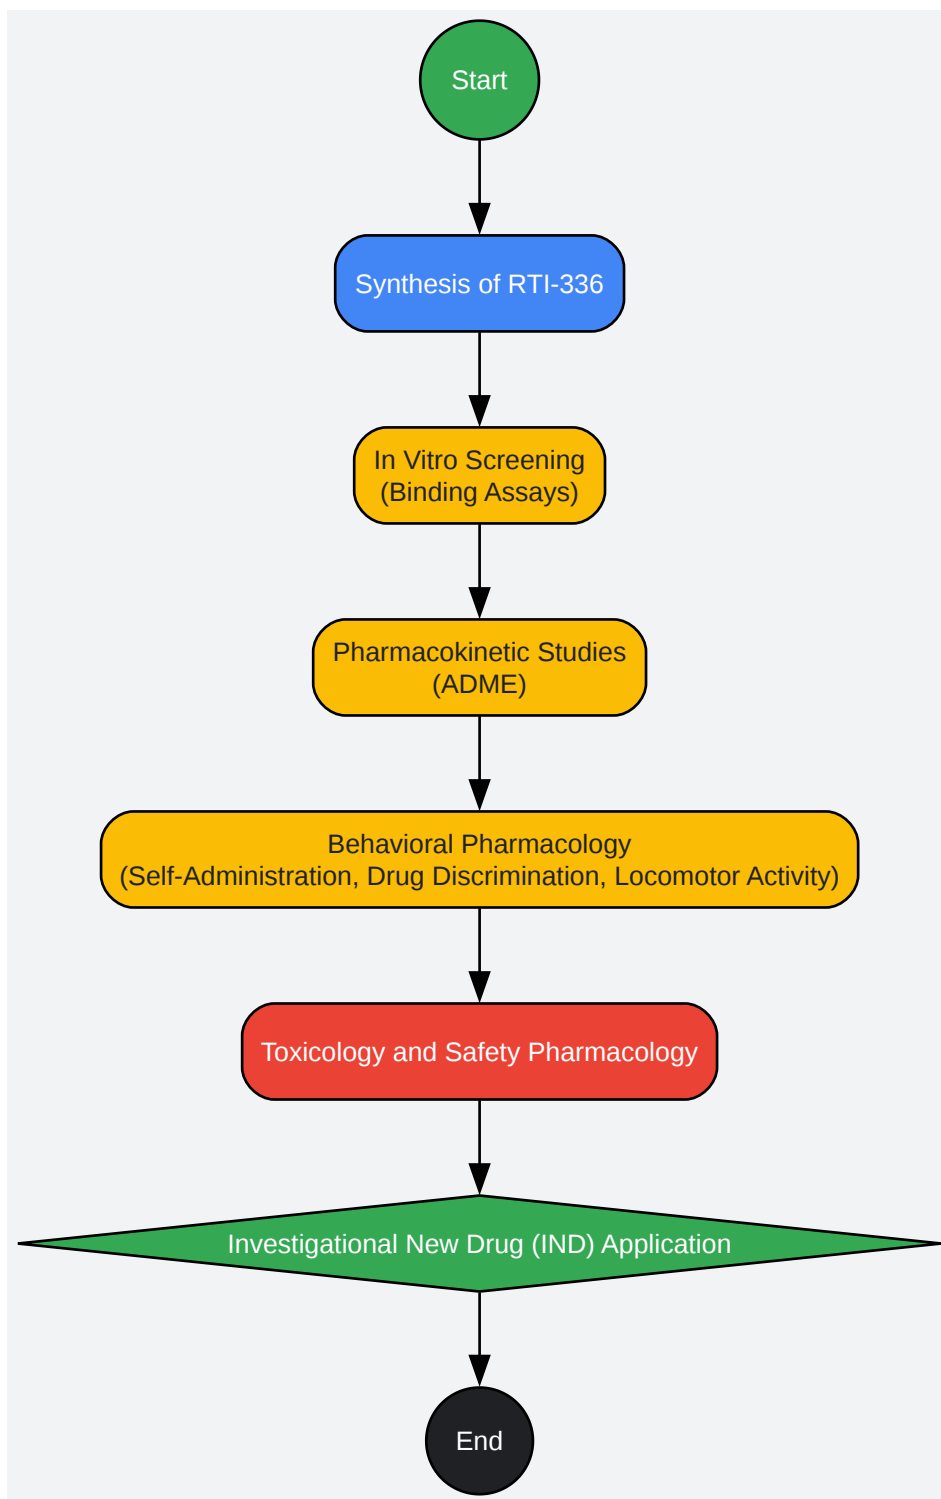 Start
Synthesis of RTI-336
In Vitro Screening
(Binding Assays)
Pharmacokinetic Studies
(ADME)
Behavioral Pharmacology
(Self-Administration, Drug Discrimination, Locomotor Activity)
Toxicology and Safety Pharmacology
Investigational New Drug (IND) Application
End